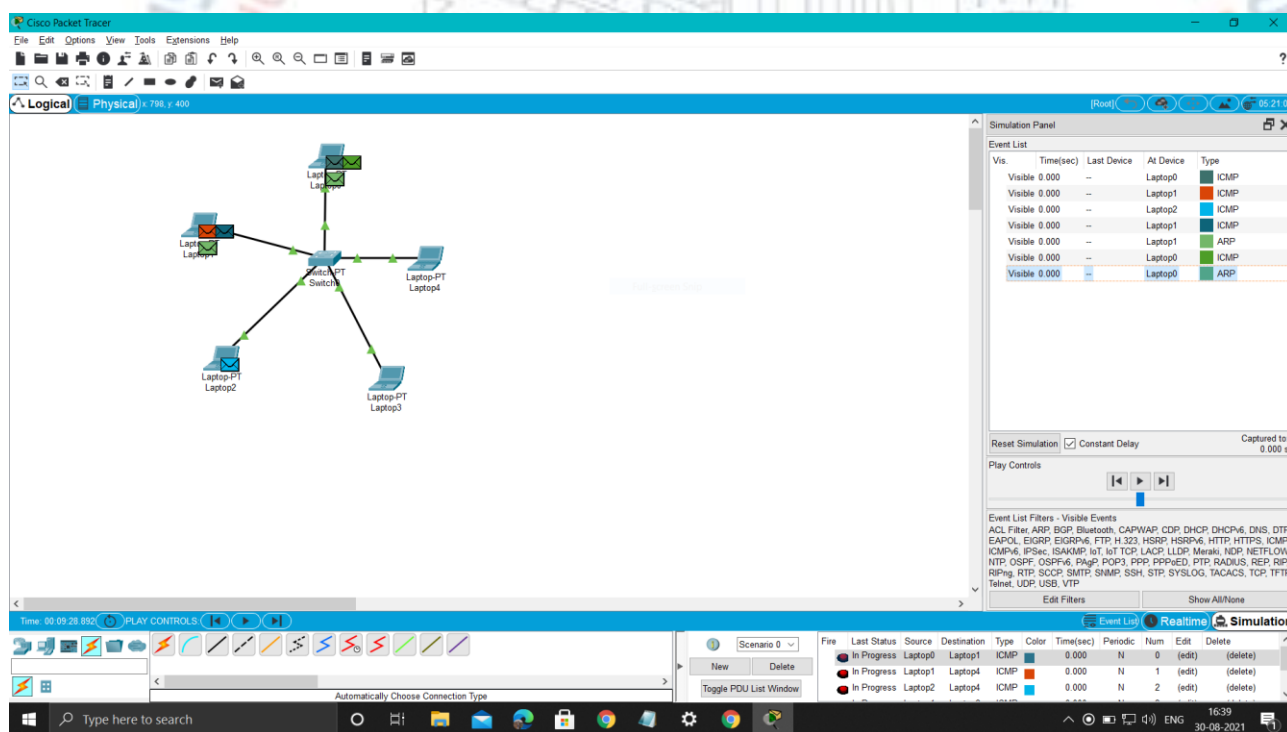 Cisco Packet Tracer
File Edit Options View Tools Extensions Help
?
Logical Physical x: 798, y: 400 [Root] 05:21:0
Simulation Panel
Event List
Vis. Time(sec) Last Device At Device Type
Visible 0.000 -- Laptop0 ICMP
Visible 0.000 -- Laptop1 ICMP
Visible 0.000 -- Laptop2 ICMP
Visible 0.000 -- Laptop1 ICMP
Visible 0.000 -- Laptop1 ARP
Visible 0.000 -- Laptop0 ICMP
Visible 0.000 -- Laptop0 ARP
Switch-PT
Laptop-PT
Laptop4
Laptop-PT
Laptop2
Laptop-PT
Laptop3
Reset Simulation Constant Delay Captured to
0.000 s
Play Controls
Event List Filters - Visible Events
ACL Filter, ARP, BGP, Bluetooth, CAPWAP, CDP, DHCP, DHCPv6, DNS, DTP
EAPOL, EIGRP, EIGRPv6, FTP, H.323, HSRP, HSRPv6, HTTP, HTTPS, ICMP
ICMPv6, IPSec, ISAKMP, IoT, IoT TCP, LACP, LLDP, Meraki, NDP, NETFLOW
NTP, OSPF, OSPFv6, PAgP, POP3, PPP, PPPoED, PTP, RADIUS, REP, RIP
RIPng, RTP, SCCP, SMTP, SNMP, SSH, STP, SYSLOG, TACACS, TCP, TFTP
Telnet, UDP, USB, VTP
Edit Filters Show All/None
Time: 00:09:28.892 PLAY CONTROLS: Event List Realtime Simulation
Scenario 0
New Delete
Toggle PDU List Window
Fire Last Status Source Destination Type Color Time(sec) Periodic Num Edit Delete
In Progress Laptop0 Laptop1 ICMP 0.000 N 0 (edit) (delete)
In Progress Laptop1 Laptop4 ICMP 0.000 N 1 (edit) (delete)
In Progress Laptop2 Laptop4 ICMP 0.000 N 2 (edit) (delete)
Automatically Choose Connection Type
Type here to search
ENG
16:39
30-08-2021
1